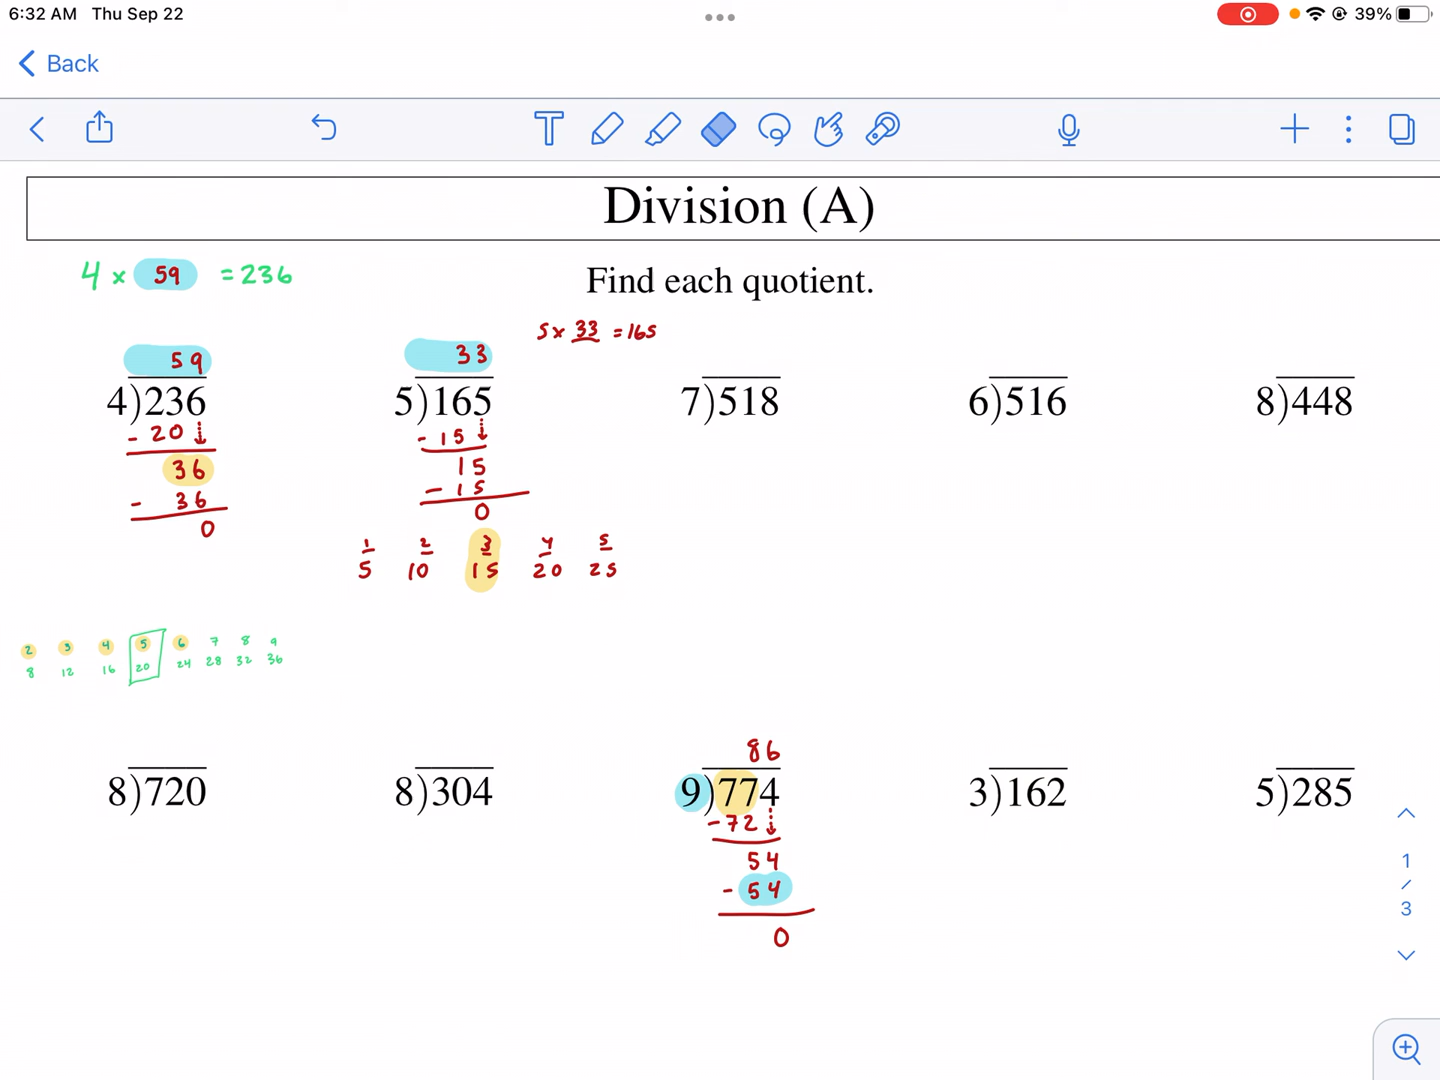 6:32 AM Thu Sep 22
39%
Back
Division (A)
4 × 59 = 236
Find each quotient.
5 × 33 = 165
59
4)236
- 20
36
- 36
0
33
5)165
- 15
15
- 15
0
1 2 3 4 5
5 10 15 20 25
7)518
6)516
8)448
2 3 4 5 6 7 8 9
8 12 16 20 24 28 32 36
8)720
8)304
86
9)774
- 72
54
- 54
0
3)162
5)285
1
/
3